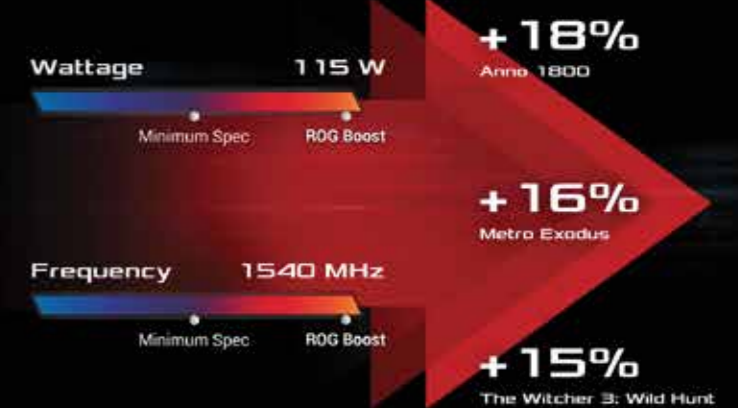 Wattage 115 W
Minimum Spec ROG Boost
Frequency 1540 MHz
Minimum Spec ROG Boost
+18%
Anno 1800
+16%
Metro Exodus
+15%
The Witcher 3: Wild Hunt